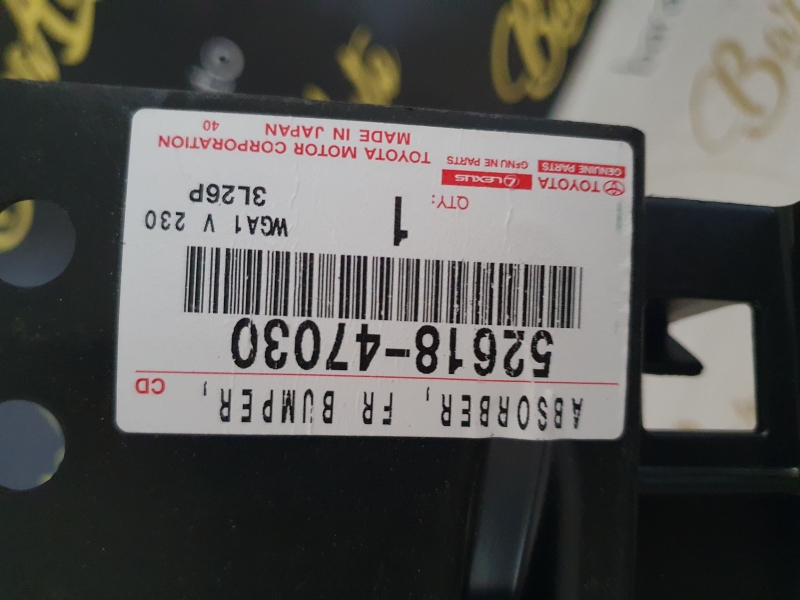 ABSORBER, FR BUMPER,
CD
52618-47030
WGA1 V 230
3L26P
QTY:
1
TOYOTA
GENUINE PARTS
LEXUS
GENUINE PARTS
TOYOTA MOTOR CORPORATION
MADE IN JAPAN
40